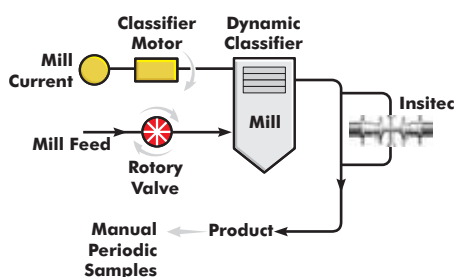 Classifier
Motor
Dynamic
Classifier
Mill
Current
Insitec
Mill
Mill Feed
Rotory
Valve
Manual
Periodic
Samples
Product